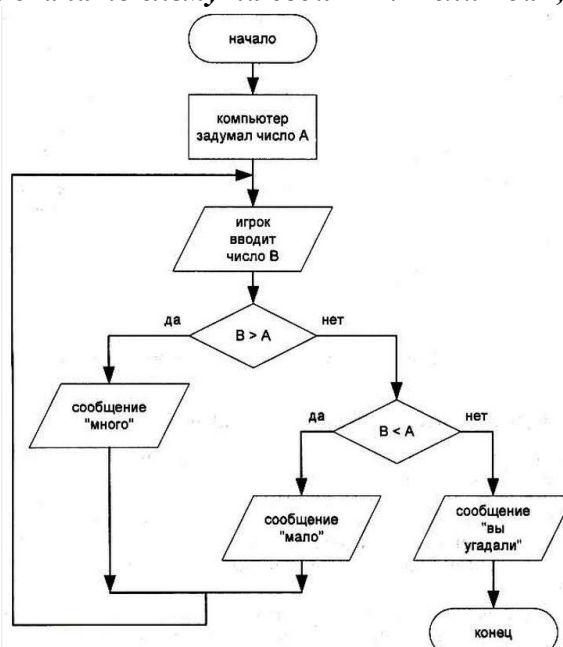 начало
компьютер
задумал число А
игрок
вводит
число В
да
В > А
нет
сообщение
"много"
да
В < А
нет
сообщение
"мало"
сообщение
"вы
угадали"
конец